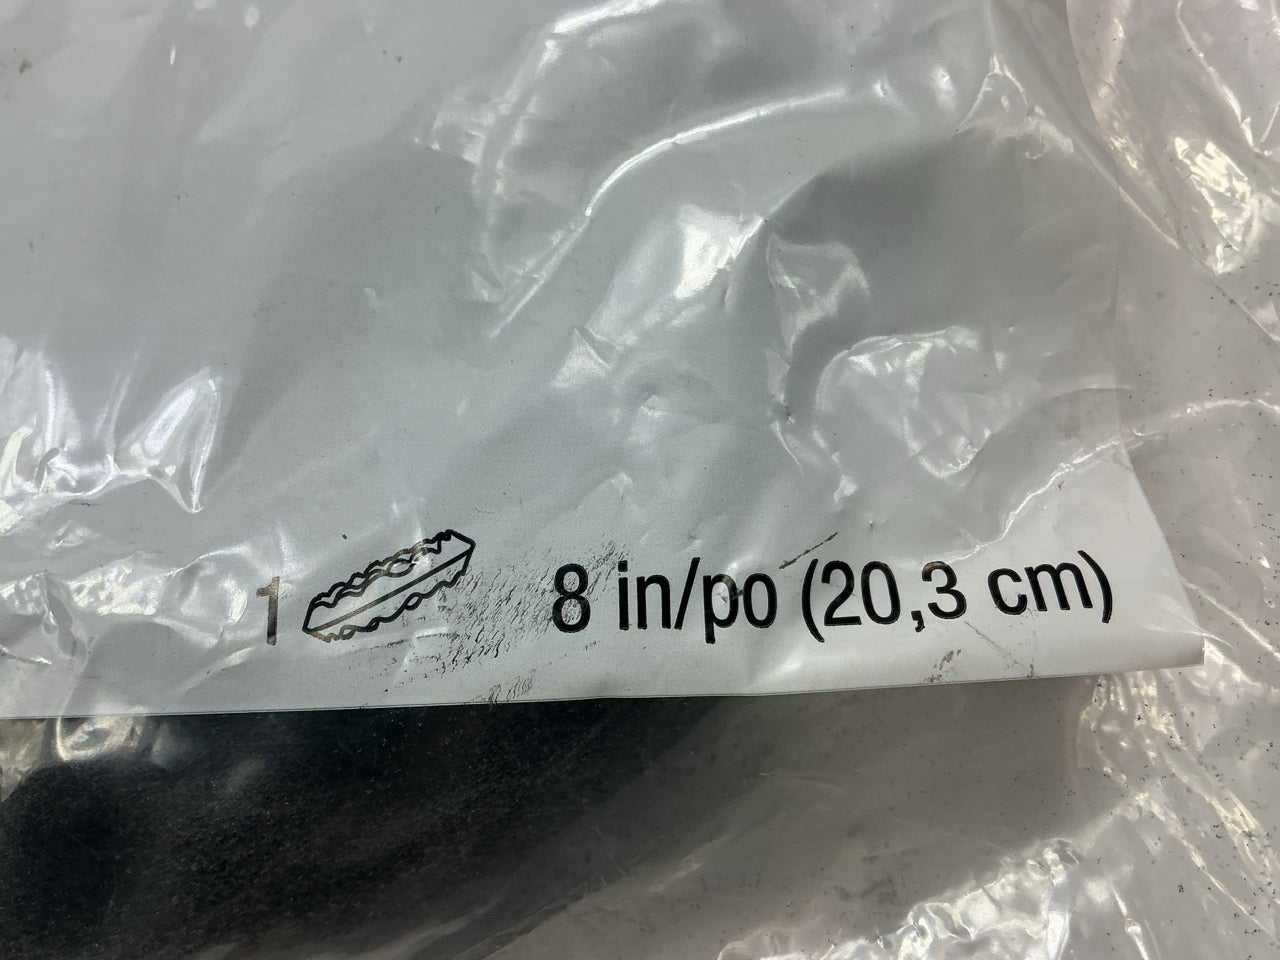 1 8 in/po (20,3 cm)